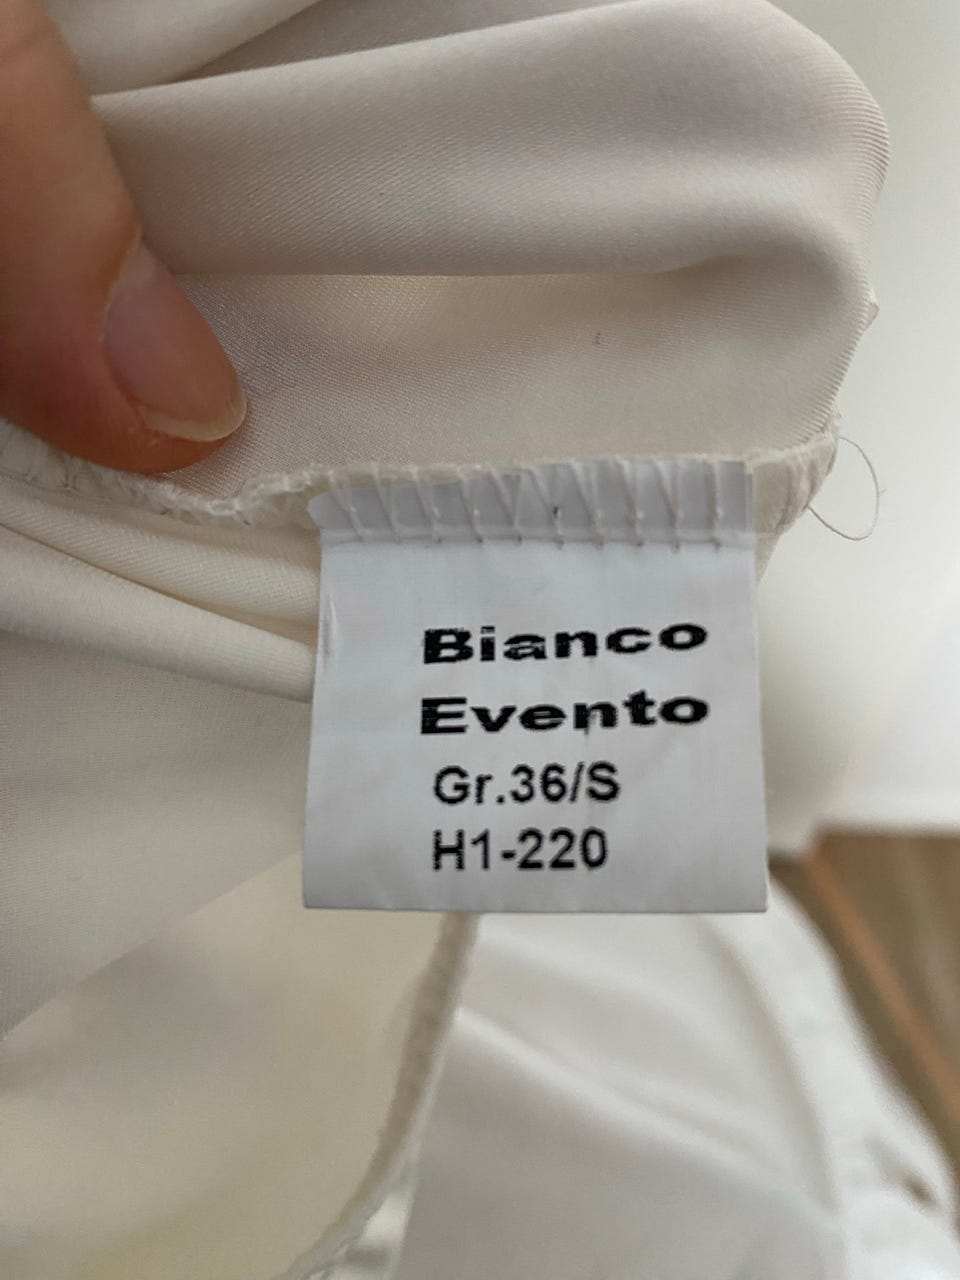 Bianco
Evento
Gr.36/S
H1-220